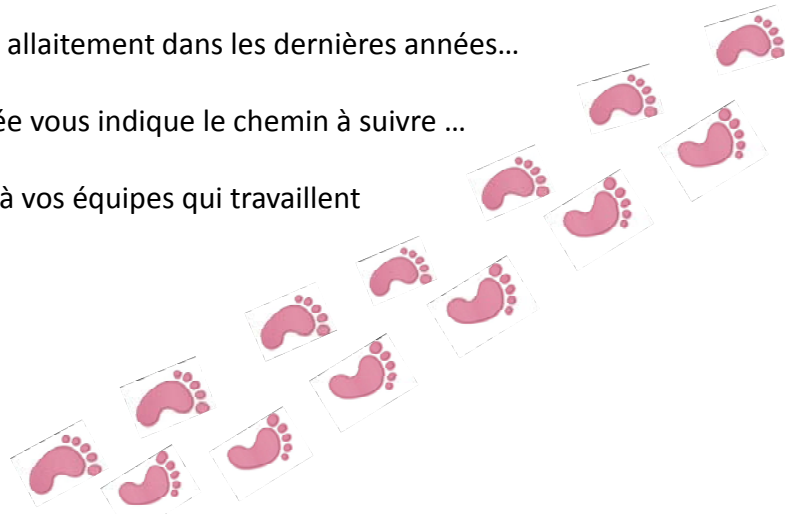 allaitement dans les dernières années…
ée vous indique le chemin à suivre …
à vos équipes qui travaillent